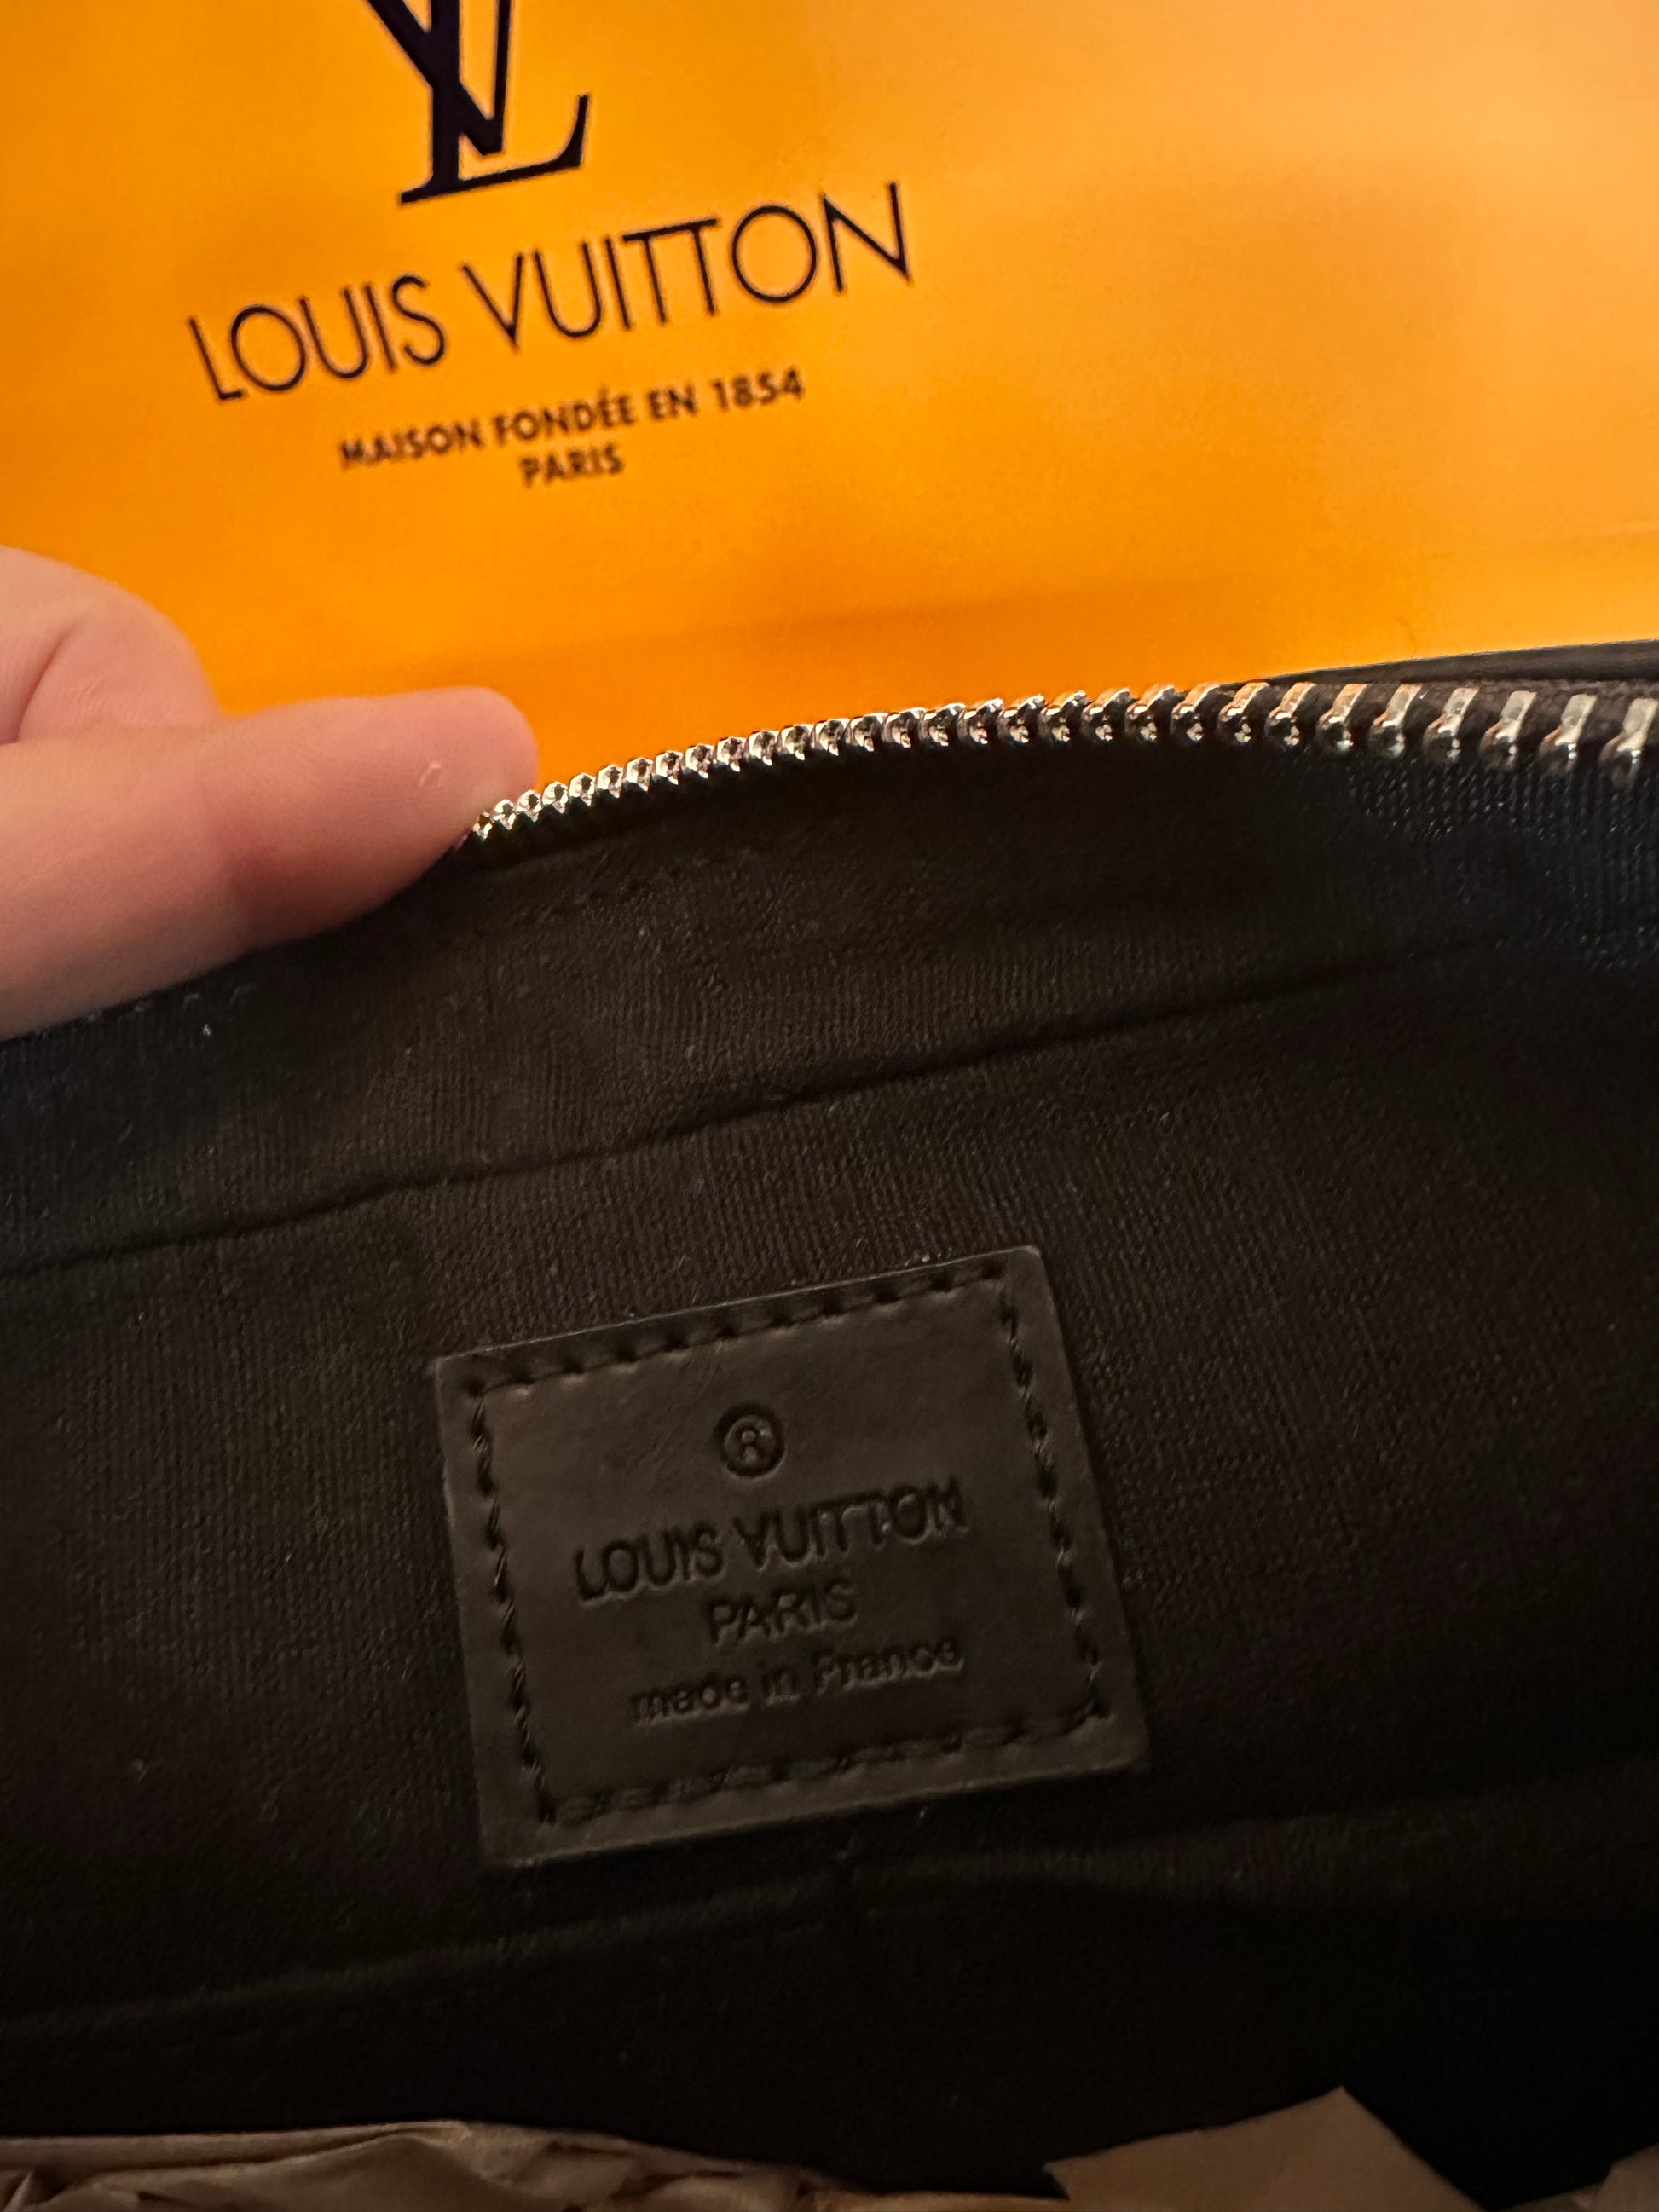 LV
LOUIS VUITTON
MAISON FONDÉE EN 1854
PARIS
®
LOUIS VUITTON
PARIS
made in France